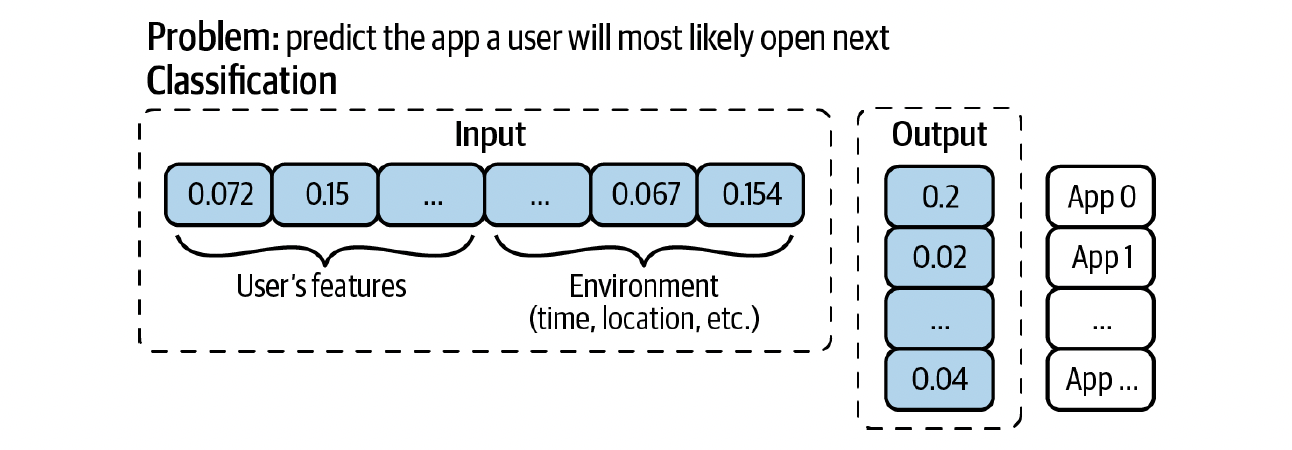 Problem: predict the app a user will most likely open next
Classification
Input
0.072 0.15 ... ... 0.067 0.154
User's features
Environment
(time, location, etc.)
Output
0.2
0.02
...
0.04
App 0
App 1
...
App ...